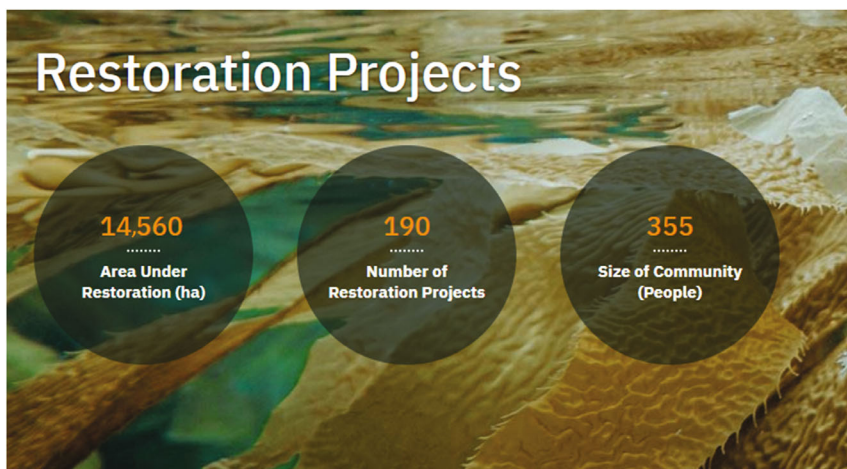 Restoration Projects
14,560
Area Under
Restoration (ha)
190
Number of
Restoration Projects
355
Size of Community
(People)